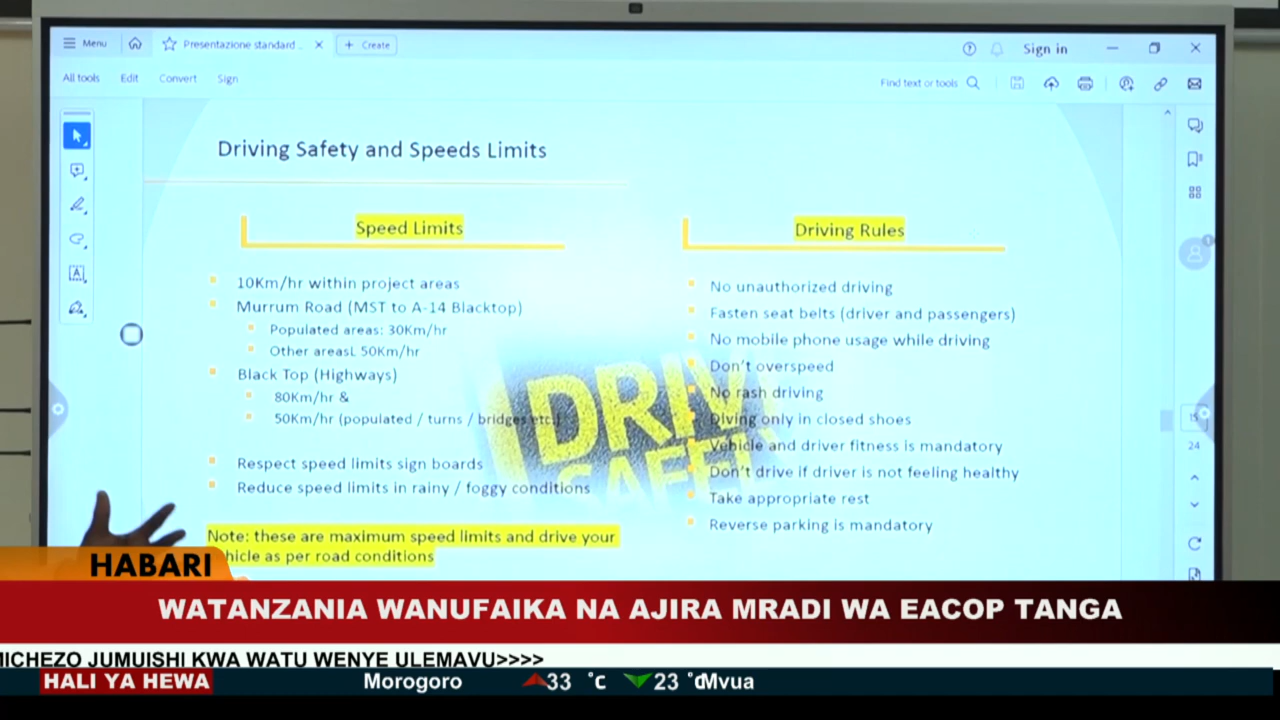 Menu
Presentazione standard ..
Create
Sign in
All tools Edit Convert Sign
Find text or tools
Driving Safety and Speeds Limits
Speed Limits
10Km/hr within project areas
Murrum Road (MST to A-14 Blacktop)
Populated areas: 30Km/hr
Other areasL 50Km/hr
Black Top (Highways)
80Km/hr &
50Km/hr (populated / turns / bridges etc.)
Respect speed limits sign boards
Reduce speed limits in rainy / foggy conditions
Note: these are maximum speed limits and drive your
hicle as per road conditions
Driving Rules
No unauthorized driving
Fasten seat belts (driver and passengers)
No mobile phone usage while driving
Don't overspeed
No rash driving
Diving only in closed shoes
Vehicle and driver fitness is mandatory
Don't drive if driver is not feeling healthy
Take appropriate rest
Reverse parking is mandatory
DRIV
SAFE
15
24
HABARI
WATANZANIA WANUFAIKA NA AJIRA MRADI WA EACOP TANGA
MICHEZO JUMUISHI KWA WATU WENYE ULEMAVU>>>>
HALI YA HEWA Morogoro 33 °c 23 °c Mvua